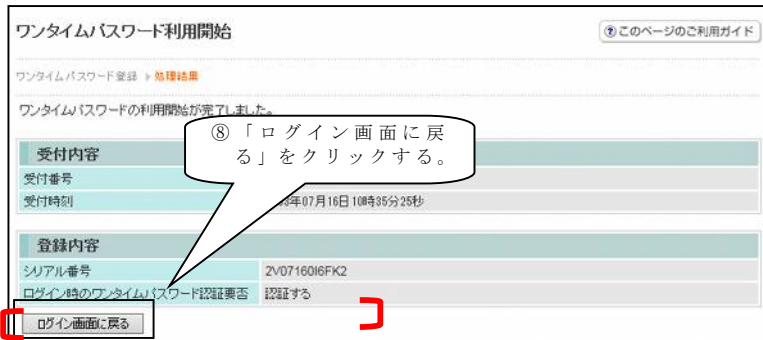 ワンタイムパスワード利用開始
?このページのご利用ガイド
ワンタイムパスワード登録 ▶ 処理結果
ワンタイムパスワードの利用開始が完了しました。
⑧「ログイン画面に戻
る」をクリックする。
受付内容
受付番号
受付時刻 年07月16日 10時35分25秒
登録内容
シリアル番号 2V07160I6FK2
ログイン時のワンタイムパスワード認証要否 認証する
ログイン画面に戻る